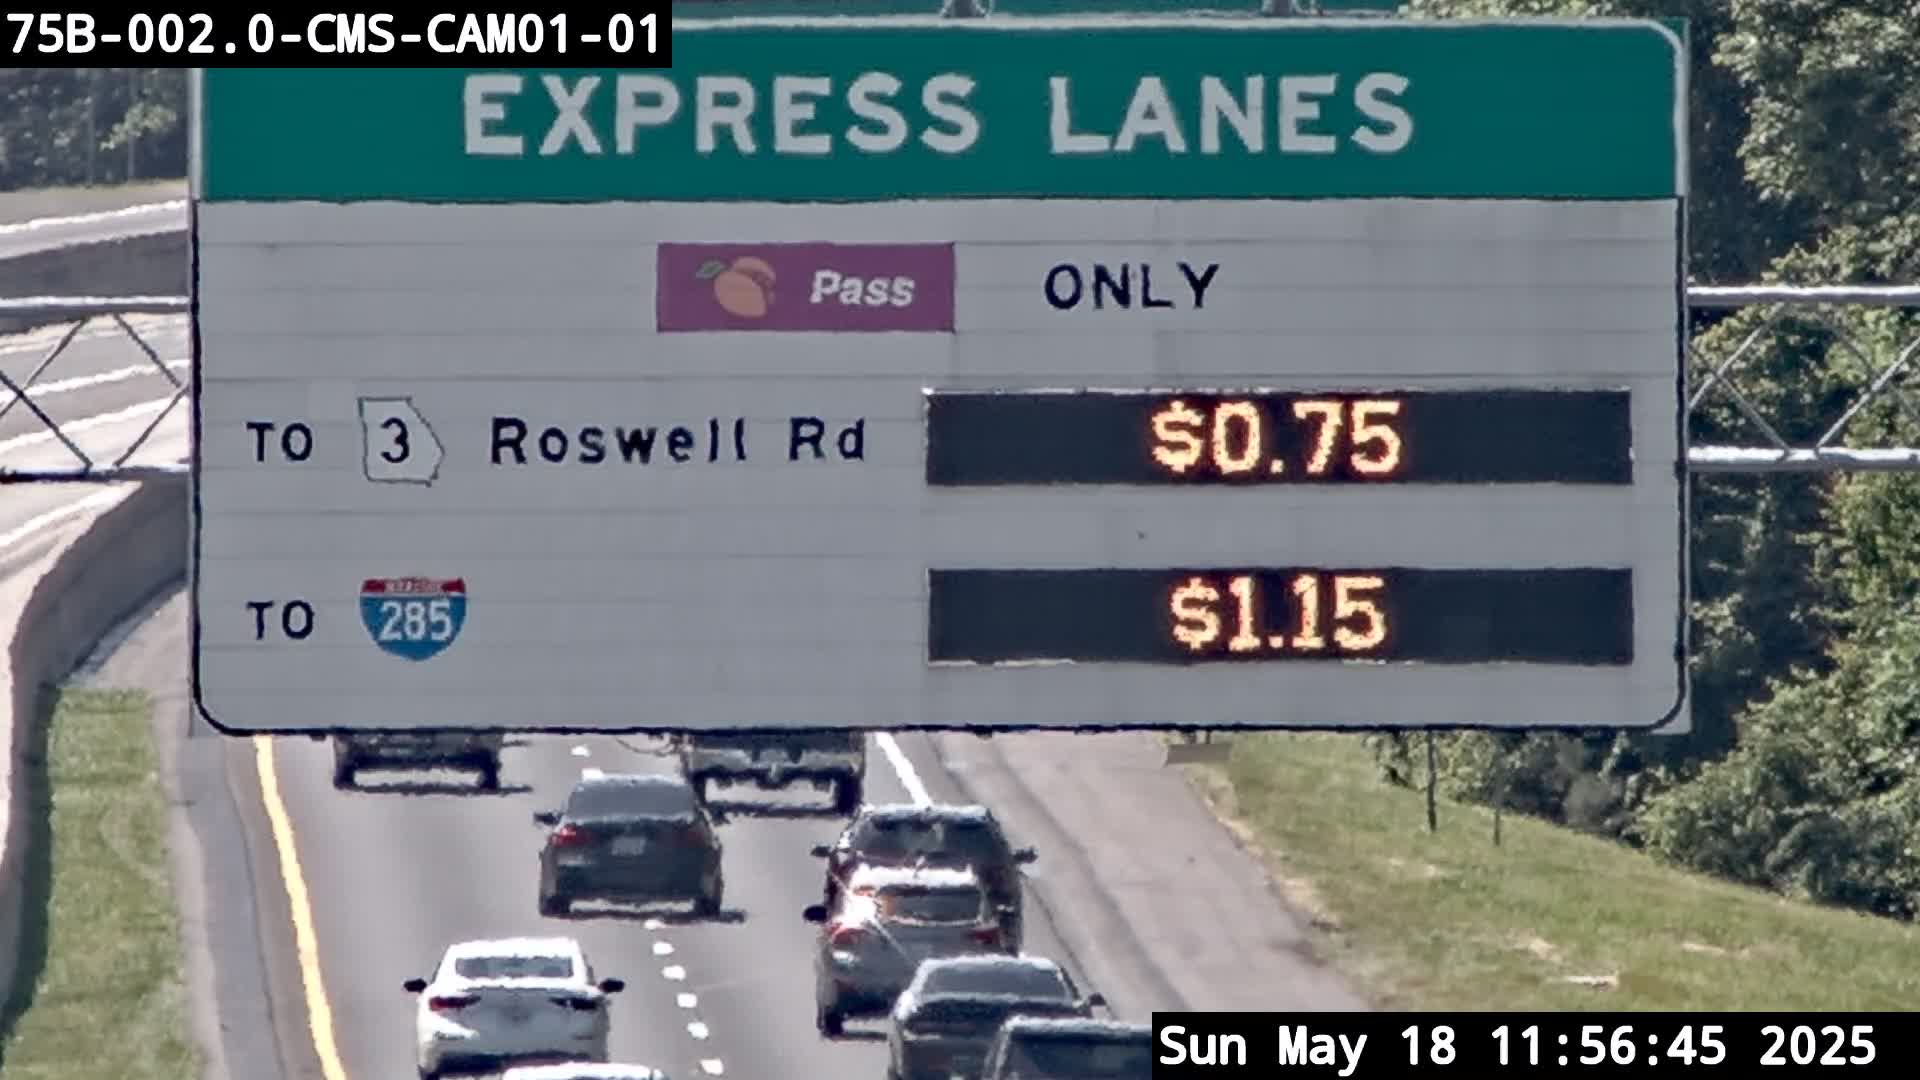 75B-002.0-CMS-CAM01-01
EXPRESS LANES
Pass ONLY
TO 3 Roswell Rd $0.75
TO 285 $1.15
Sun May 18 11:56:45 2025